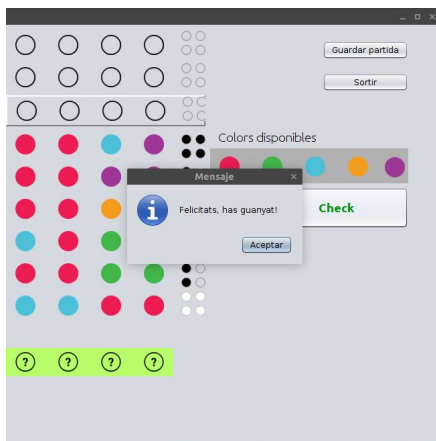 Guardar partida
Sortir
Colors disponibles
Mensaje
Felicitats, has guanyat!
Check
Aceptar
? ? ? ?